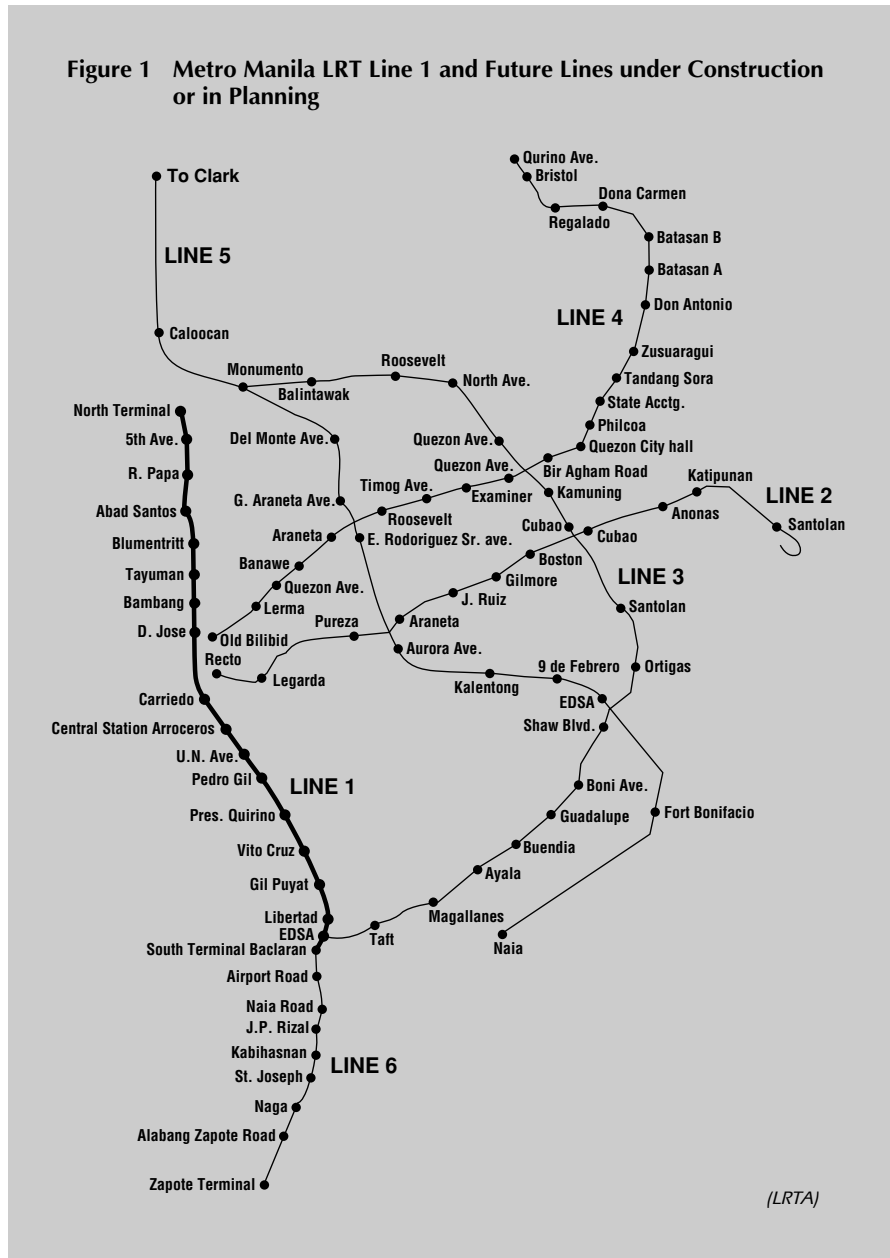 Figure 1 Metro Manila LRT Line 1 and Future Lines under Construction
or in Planning
Qurino Ave.
To Clark
Bristol
Dona Carmen
Regalado
Batasan B
LINE 5
Batasan A
Don Antonio
LINE 4
Caloocan
Zusuaragui
Monumento
Roosevelt
Balintawak
North Ave.
Tandang Sora
State Acctg.
North Terminal
Philcoa
5th Ave.
Del Monte Ave.
Quezon Ave.
Quezon City hall
Quezon Ave.
Bir Agham Road
R. Papa
Timog Ave.
Katipunan
Examiner
Kamuning
LINE 2
G. Araneta Ave.
Abad Santos
Roosevelt
Anonas
Santolan
Araneta
E. Rodoriguez Sr. ave.
Cubao
Cubao
Blumentritt
Boston
Banawe
Gilmore
LINE 3
Tayuman
Quezon Ave.
J. Ruiz
Bambang
Lerma
Santolan
Pureza
Araneta
D. Jose
Old Bilibid
Aurora Ave.
Recto
Legarda
Kalentong
9 de Febrero
Ortigas
Carriedo
EDSA
Central Station Arroceros
Shaw Blvd.
U.N. Ave.
Pedro Gil
LINE 1
Boni Ave.
Pres. Quirino
Guadalupe
Fort Bonifacio
Vito Cruz
Buendia
Gil Puyat
Ayala
Libertad
Magallanes
EDSA
Taft
Naia
South Terminal Baclaran
Airport Road
Naia Road
J.P. Rizal
Kabihasnan
LINE 6
St. Joseph
Naga
Alabang Zapote Road
Zapote Terminal
(LRTA)